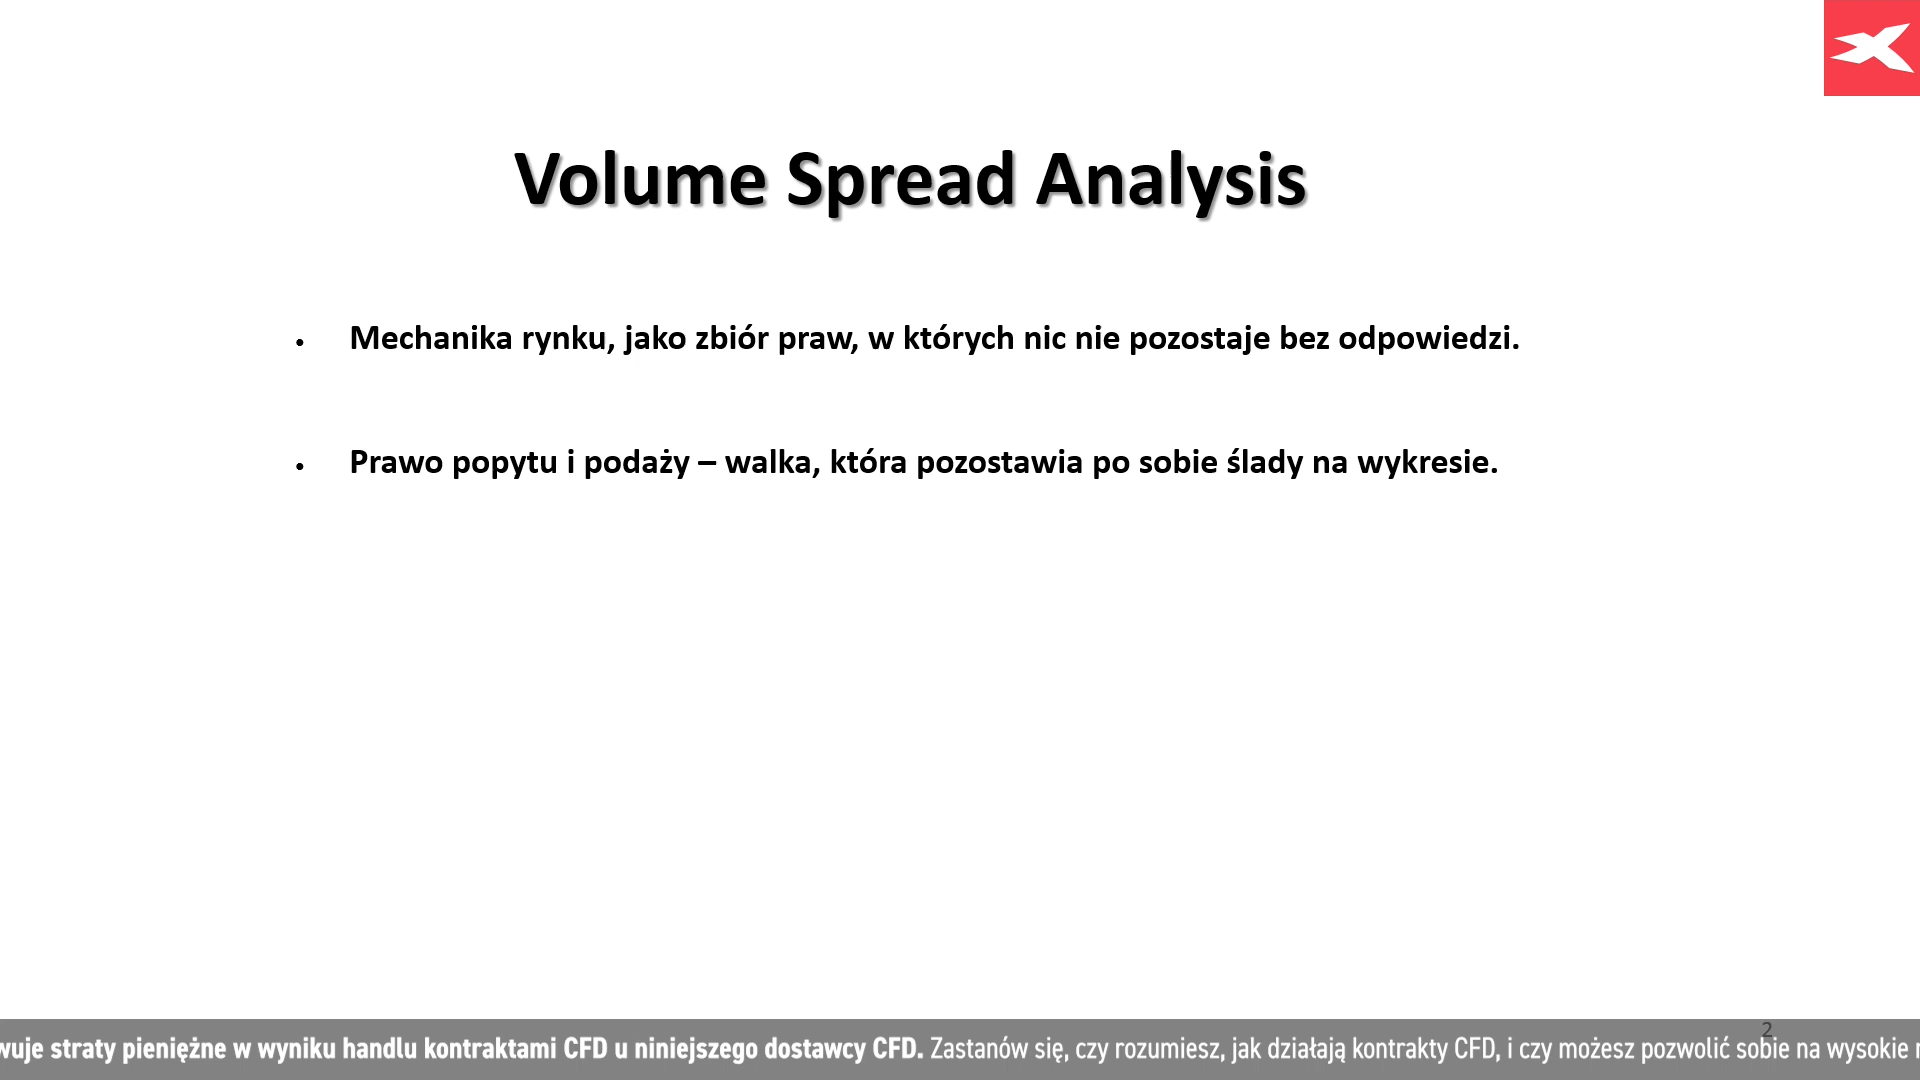 Volume Spread Analysis
• Mechanika rynku, jako zbiór praw, w których nic nie pozostaje bez odpowiedzi.
• Prawo popytu i podaży – walka, która pozostawia po sobie ślady na wykresie.
2
straty pieniężne w wyniku handlu kontraktami CFD u niniejszego dostawcy CFD. Zastanów się, czy rozumiesz, jak działają kontrakty CFD, i czy możesz pozwolić sobie na wysokie